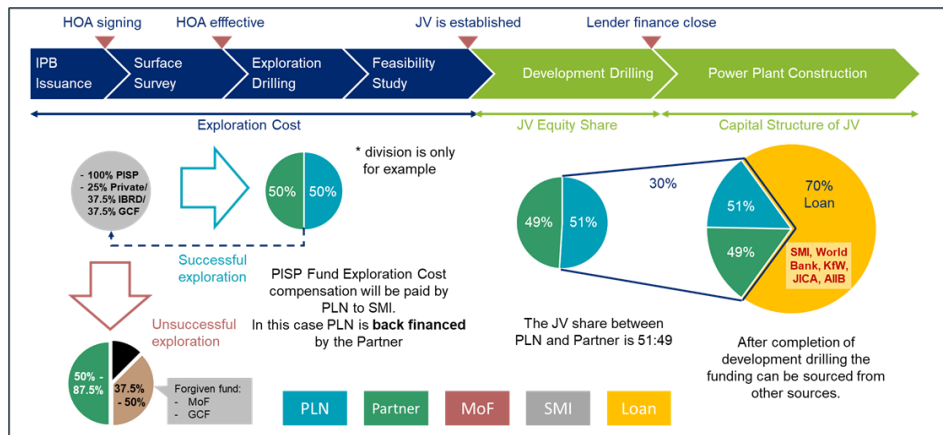 HOA signing
HOA efffective
JV is established
Lender finance close
IPB
Issuance
Surface
Survey
Exploration
Drilling
Feasibility
Study
Development Drilling
Power Plant Construction
Exploration Cost
JV Equity Share
Capital Structure of JV
- 100% PISP
- 25% Private/
37.5% IBRD/
37.5% GCF
50%
50%
* division is only
for example
Successful
exploration
PISP Fund Exploration Cost
compensation will be paid by
PLN to SMI.
In this case PLN is back financed
by the Partner
Unsuccessful
exploration
50% -
87.5%
37.5%
- 50%
Forgiven fund:
- MoF
- GCF
49%
51%
30%
51%
49%
70%
Loan
SMI, World
Bank, KfW,
JICA, AIIB
The JV share between
PLN and Partner is 51:49
After completion of
development drilling the
funding can be sourced from
other sources.
PLN
Partner
MoF
SMI
Loan